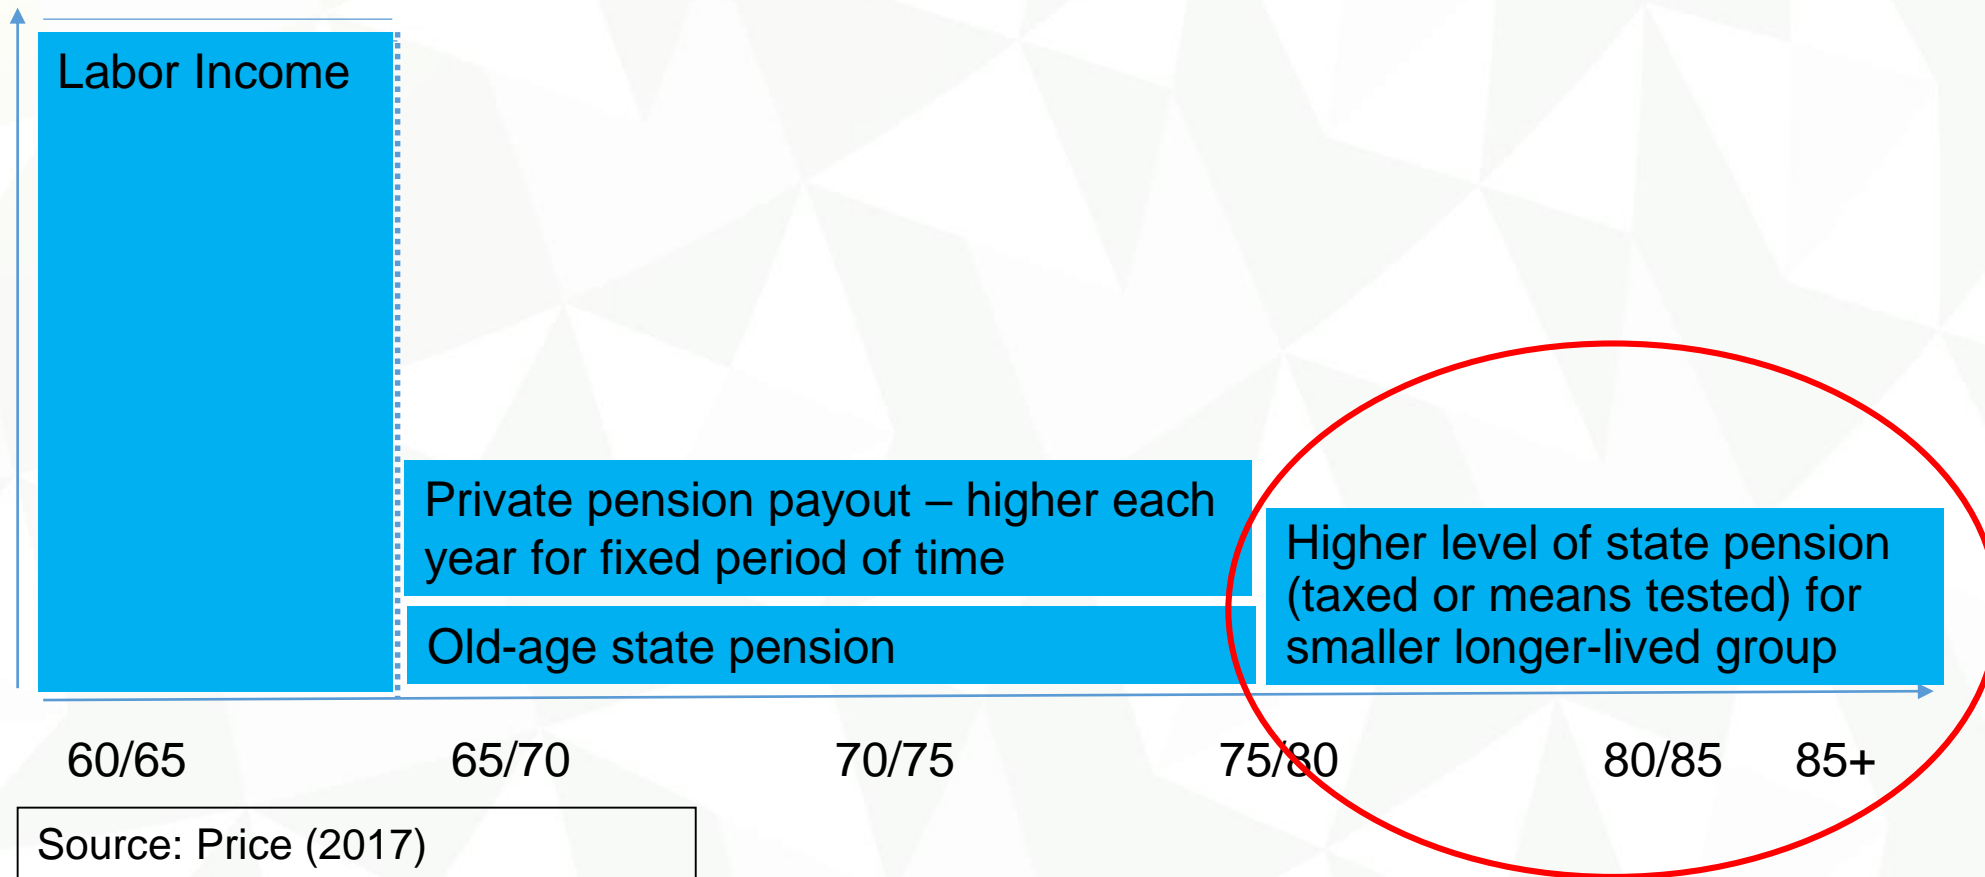 Labor Income
Private pension payout – higher each
year for fixed period of time
Old-age state pension
Higher level of state pension
(taxed or means tested) for
smaller longer-lived group
60/65
65/70
70/75
75/80
80/85
85+
Source: Price (2017)